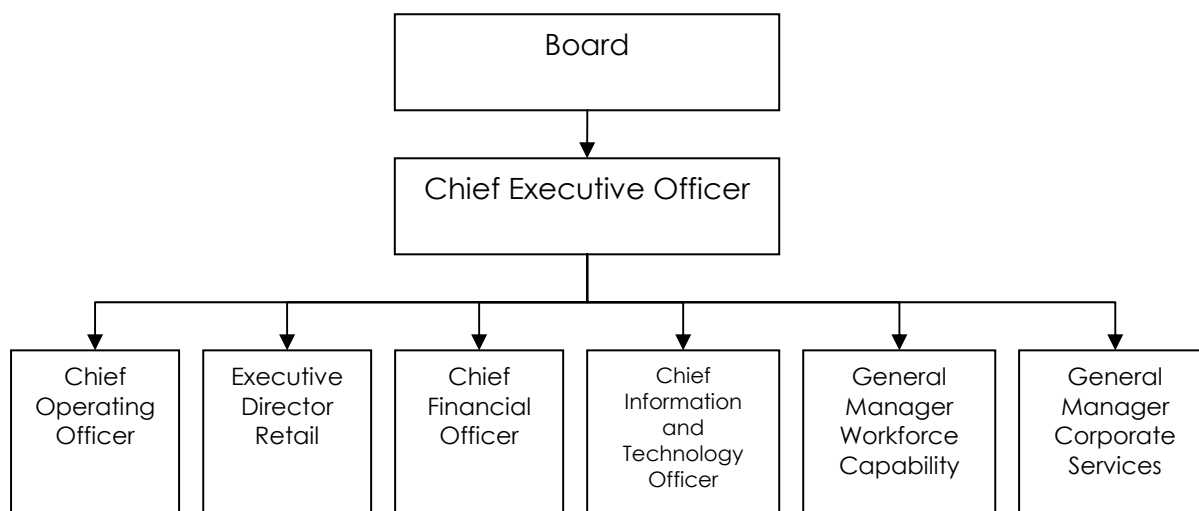 Board
Chief Executive Officer
Chief
Operating
Officer
Executive
Director
Retail
Chief
Financial
Officer
Chief
Information
and
Technology
Officer
General
Manager
Workforce
Capability
General
Manager
Corporate
Services